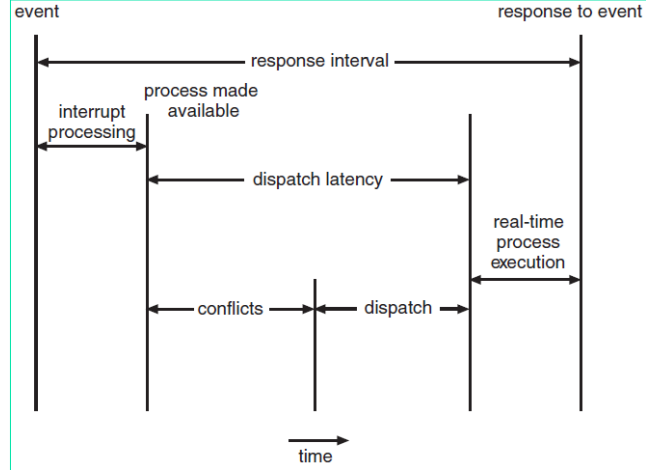 event
response to event
response interval
process made
available
interrupt
processing
dispatch latency
real-time
process
execution
conflicts
dispatch
time